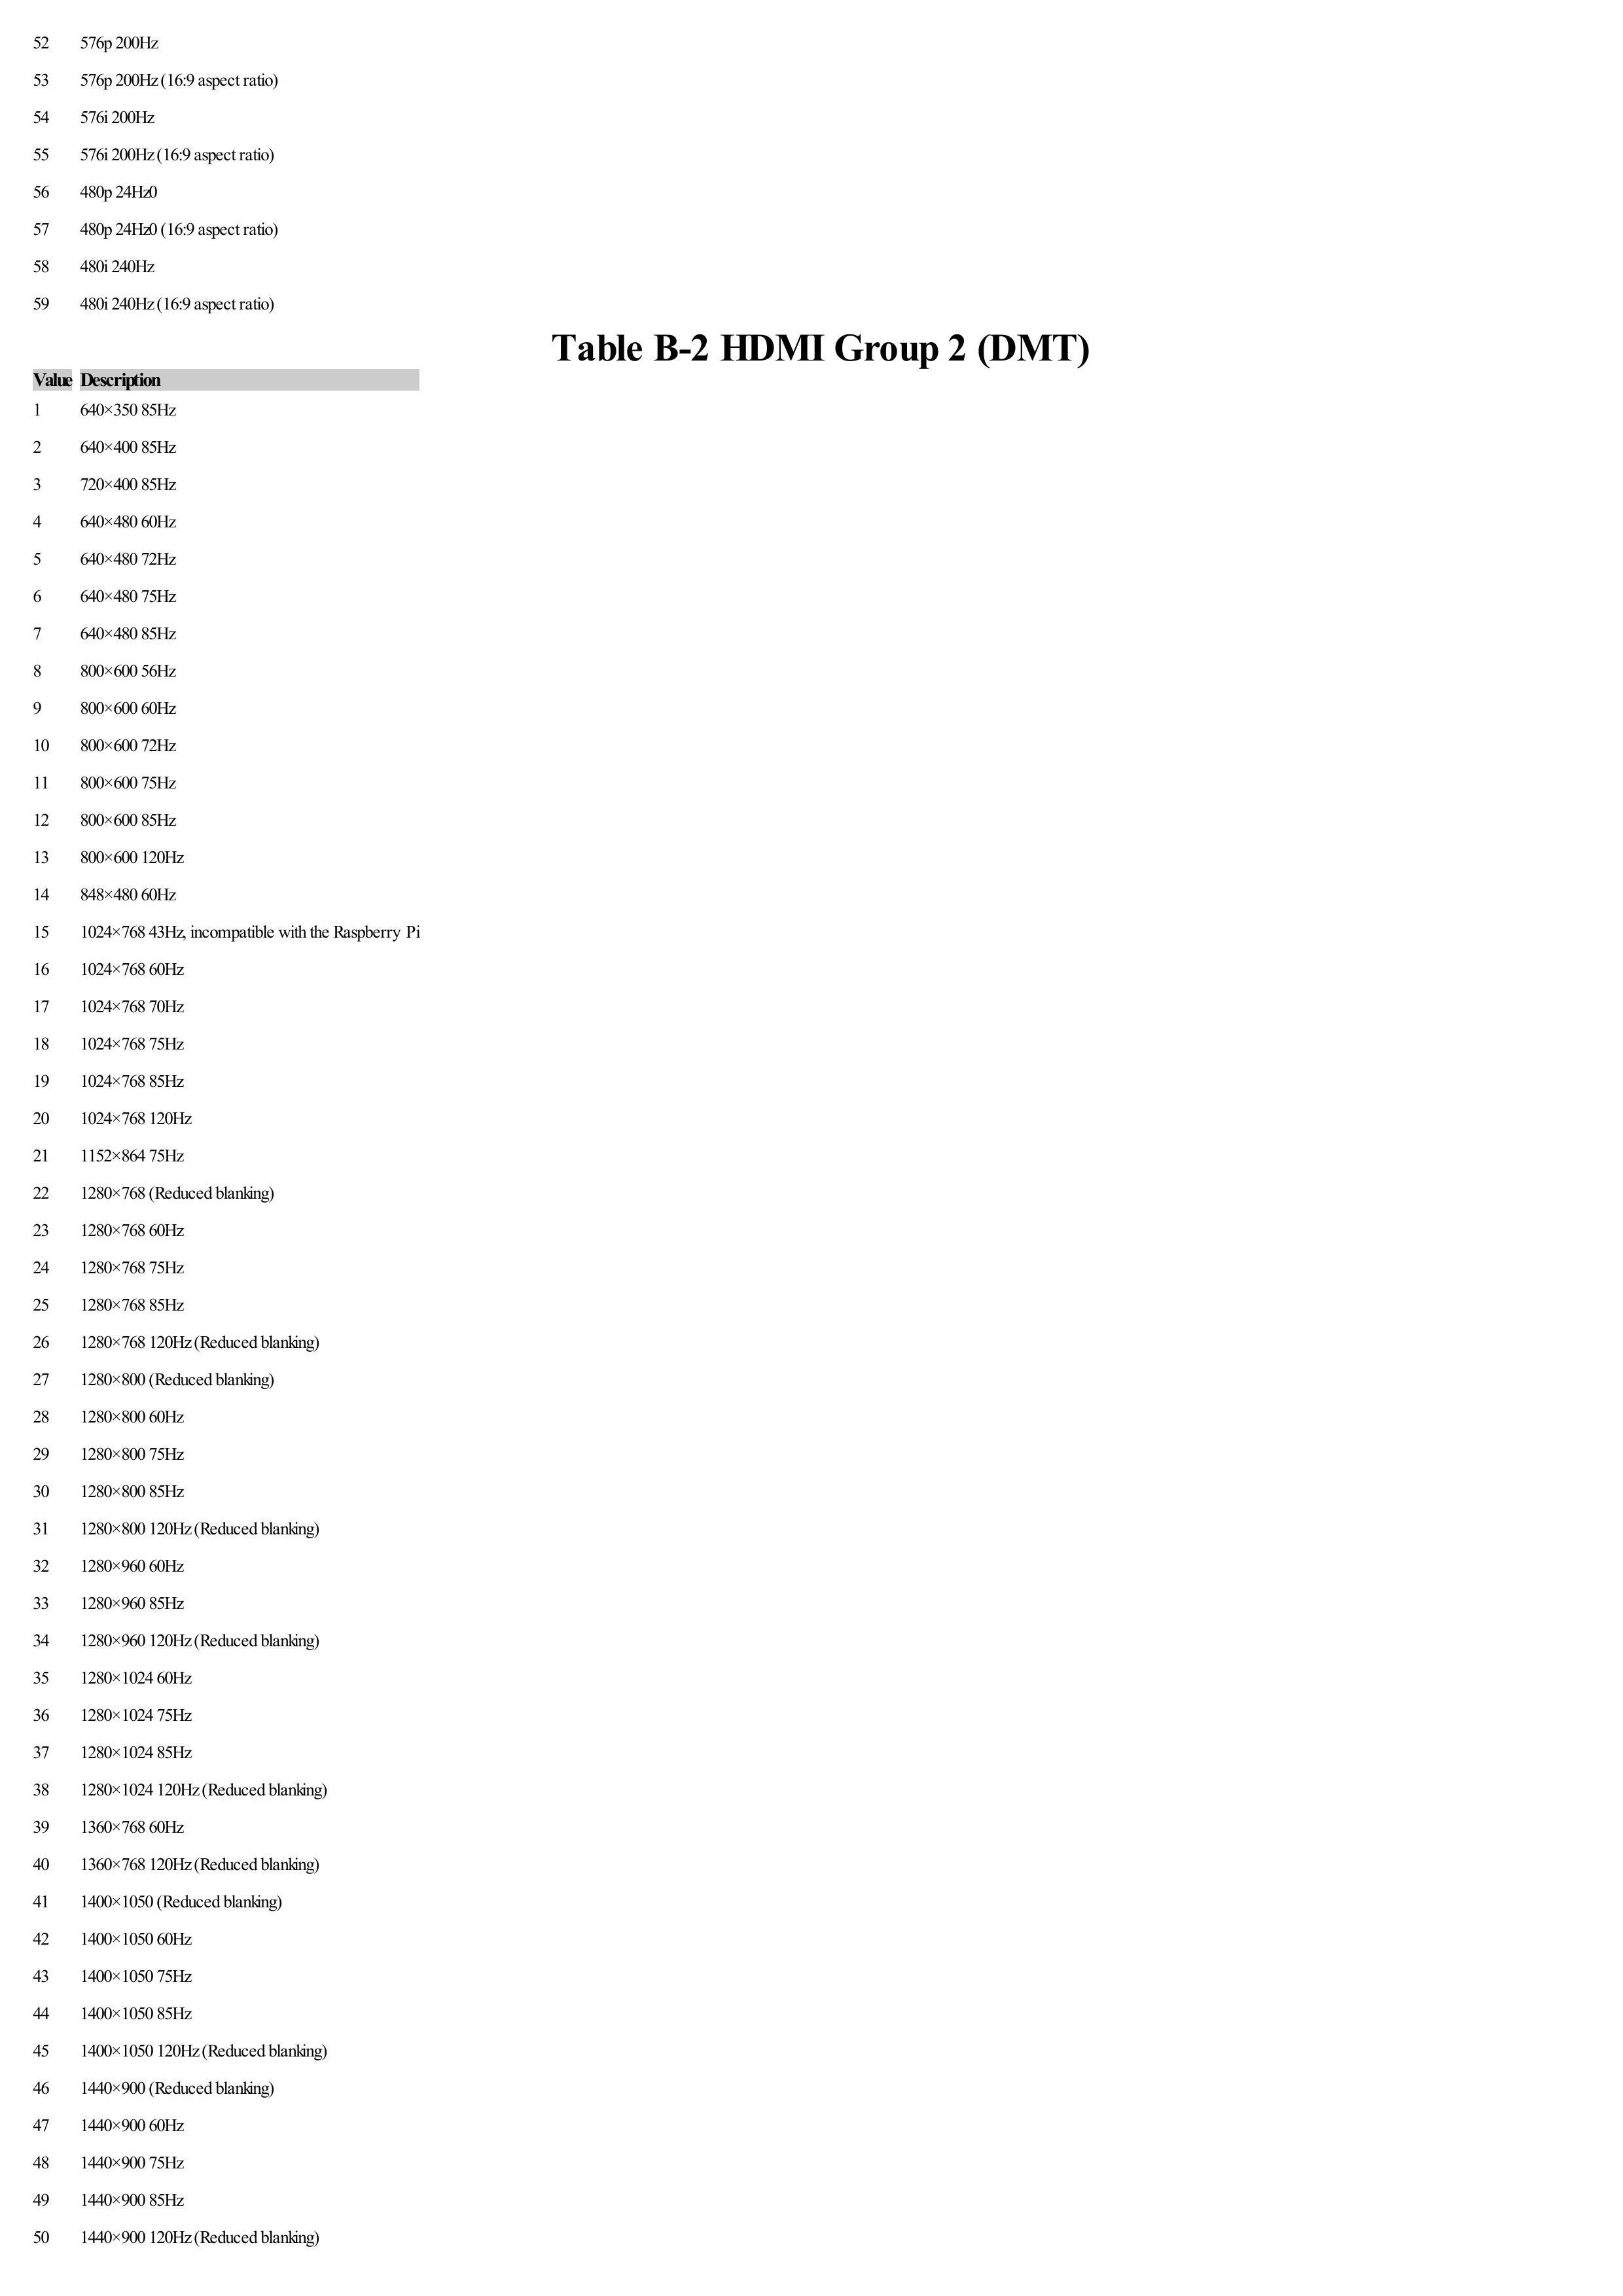 52 576p 200Hz
53 576p 200Hz (16:9 aspect ratio)
54 576i 200Hz
55 576i 200Hz (16:9 aspect ratio)
56 480p 24Hz0
57 480p 24Hz0 (16:9 aspect ratio)
58 480i 240Hz
59 480i 240Hz (16:9 aspect ratio)
Table B-2 HDMI Group 2 (DMT)
Value Description
1 640×350 85Hz
2 640×400 85Hz
3 720×400 85Hz
4 640×480 60Hz
5 640×480 72Hz
6 640×480 75Hz
7 640×480 85Hz
8 800×600 56Hz
9 800×600 60Hz
10 800×600 72Hz
11 800×600 75Hz
12 800×600 85Hz
13 800×600 120Hz
14 848×480 60Hz
15 1024×768 43Hz, incompatible with the Raspberry Pi
16 1024×768 60Hz
17 1024×768 70Hz
18 1024×768 75Hz
19 1024×768 85Hz
20 1024×768 120Hz
21 1152×864 75Hz
22 1280×768 (Reduced blanking)
23 1280×768 60Hz
24 1280×768 75Hz
25 1280×768 85Hz
26 1280×768 120Hz (Reduced blanking)
27 1280×800 (Reduced blanking)
28 1280×800 60Hz
29 1280×800 75Hz
30 1280×800 85Hz
31 1280×800 120Hz (Reduced blanking)
32 1280×960 60Hz
33 1280×960 85Hz
34 1280×960 120Hz (Reduced blanking)
35 1280×1024 60Hz
36 1280×1024 75Hz
37 1280×1024 85Hz
38 1280×1024 120Hz (Reduced blanking)
39 1360×768 60Hz
40 1360×768 120Hz (Reduced blanking)
41 1400×1050 (Reduced blanking)
42 1400×1050 60Hz
43 1400×1050 75Hz
44 1400×1050 85Hz
45 1400×1050 120Hz (Reduced blanking)
46 1440×900 (Reduced blanking)
47 1440×900 60Hz
48 1440×900 75Hz
49 1440×900 85Hz
50 1440×900 120Hz (Reduced blanking)